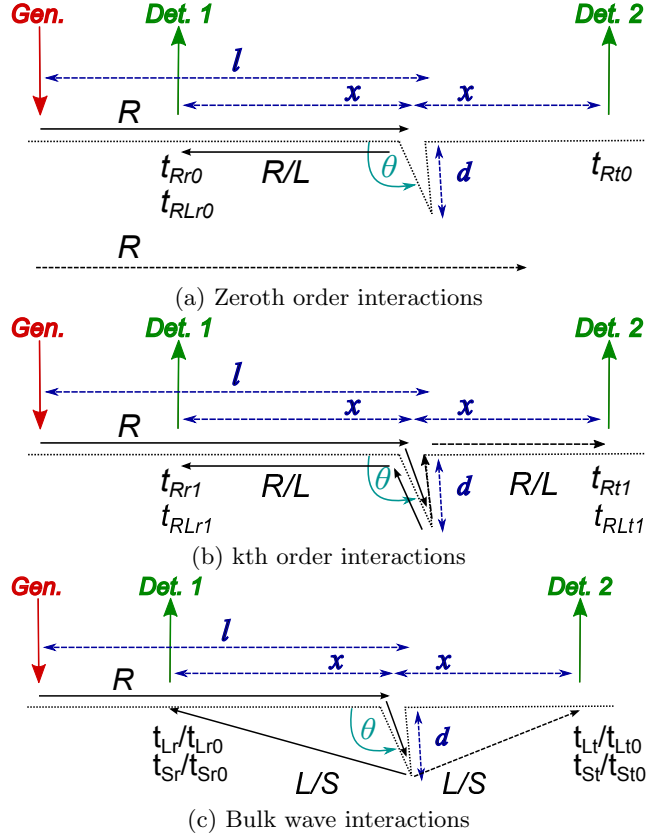 Gen. Det. 1 Det. 2
l
x x
R
θ d
t_Rr0 R/L t_Rt0
t_RLr0
R
(a) Zeroth order interactions
Gen. Det. 1 Det. 2
l
x x
R
θ d
t_Rr1 R/L R/L t_Rt1
t_RLr1 t_RLt1
(b) kth order interactions
Gen. Det. 1 Det. 2
l
x x
R
θ d
t_Lr/t_Lr0 t_Lt/t_Lt0
t_Sr/t_Sr0 L/S L/S t_St/t_St0
(c) Bulk wave interactions